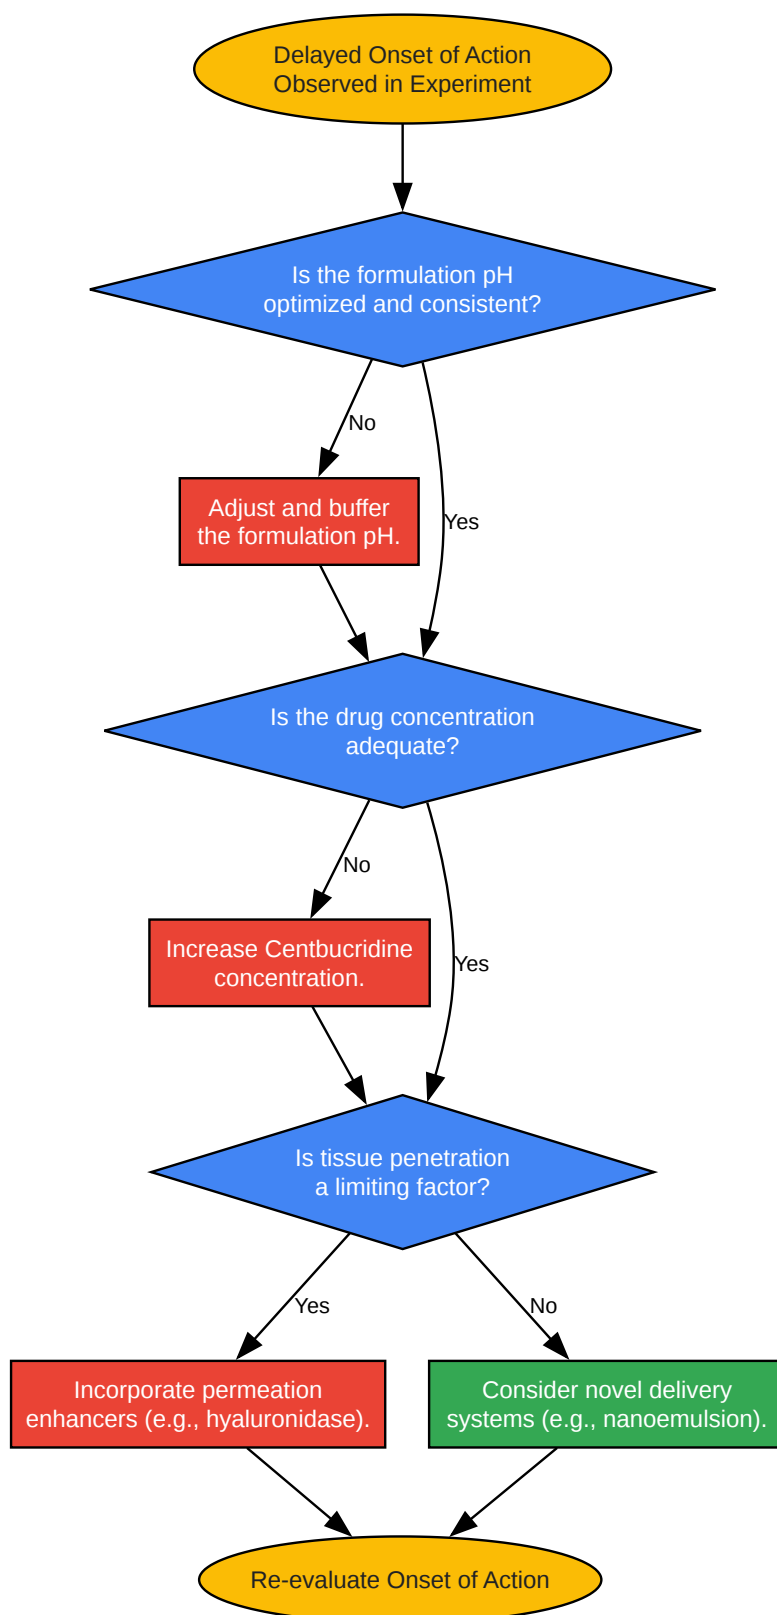 Delayed Onset of Action
Observed in Experiment
Is the formulation pH
optimized and consistent?
No
Yes
Adjust and buffer
the formulation pH.
Is the drug concentration
adequate?
No
Yes
Increase Centbucridine
concentration.
Is tissue penetration
a limiting factor?
Yes
No
Incorporate permeation
enhancers (e.g., hyaluronidase).
Consider novel delivery
systems (e.g., nanoemulsion).
Re-evaluate Onset of Action